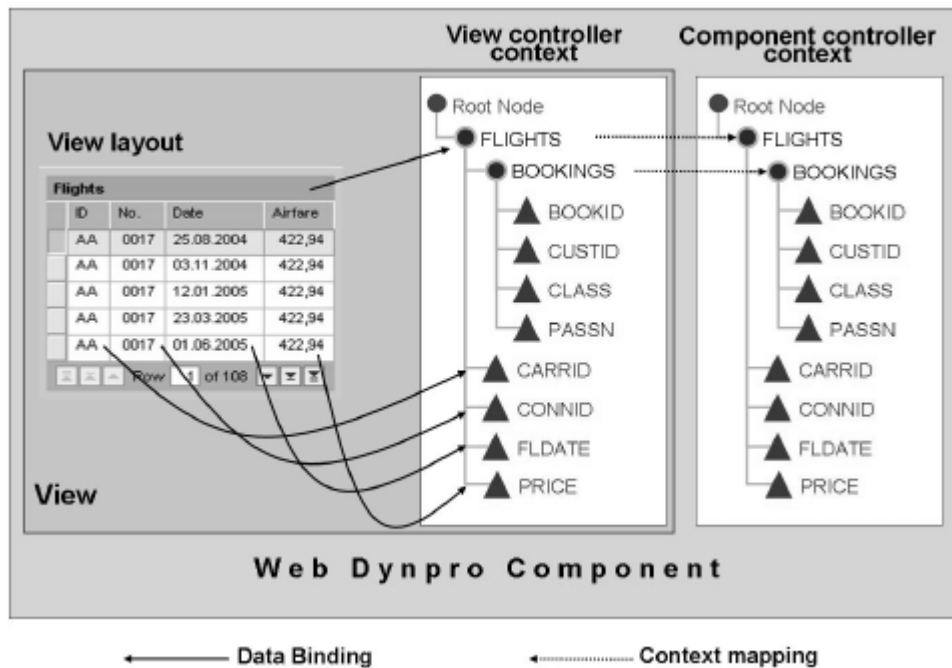 View controller
context
Component controller
context
Root Node
FLIGHTS
BOOKINGS
BOOKID
CUSTID
CLASS
PASSN
CARRID
CONNID
FLDATE
PRICE
Root Node
FLIGHTS
BOOKINGS
BOOKID
CUSTID
CLASS
PASSN
CARRID
CONNID
FLDATE
PRICE
View layout
Flights
ID No. Date Airfare
AA 0017 25.08.2004 422,94
AA 0017 03.11.2004 422,94
AA 0017 12.01.2005 422,94
AA 0017 23.03.2005 422,94
AA 0017 01.06.2005 422,94
Row 1 of 108
View
Web Dynpro Component
Data Binding
Context mapping